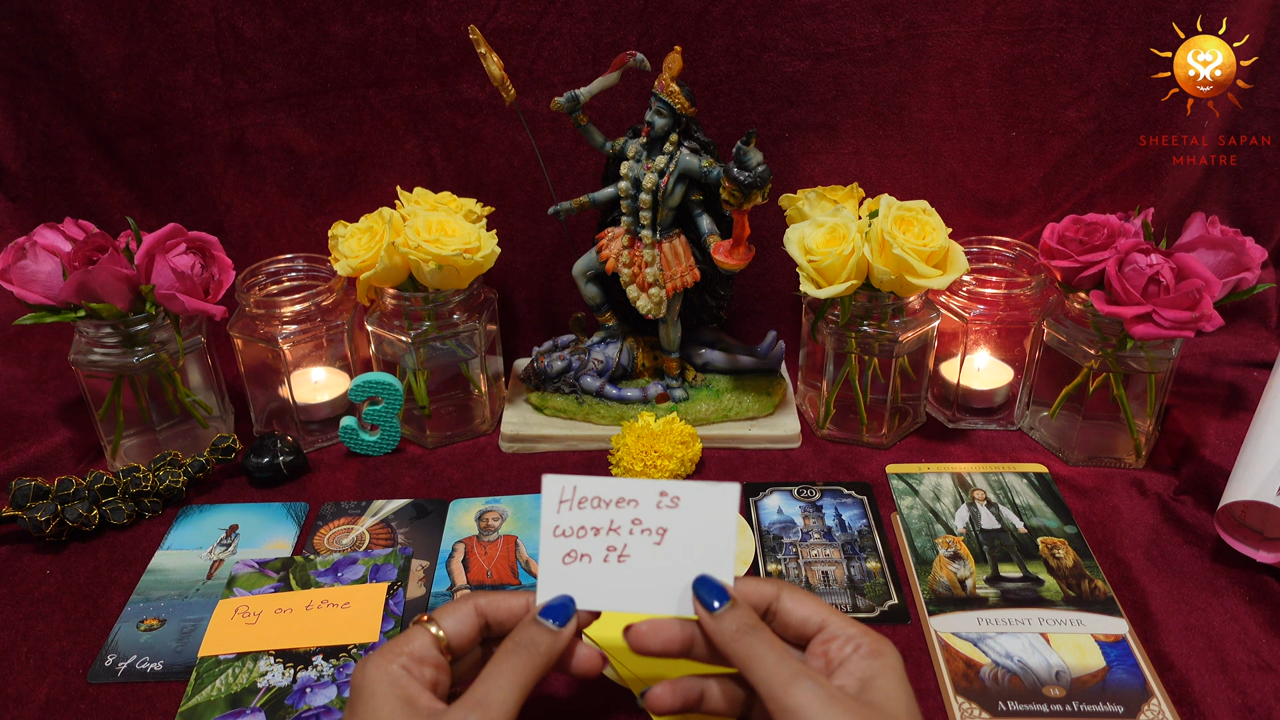 SHEETAL SAPAN
MHATRE
3
Heaven is
working
on it
Pay on time
8 of Cups
20
PRESENT POWER
14
A Blessing on a Friendship